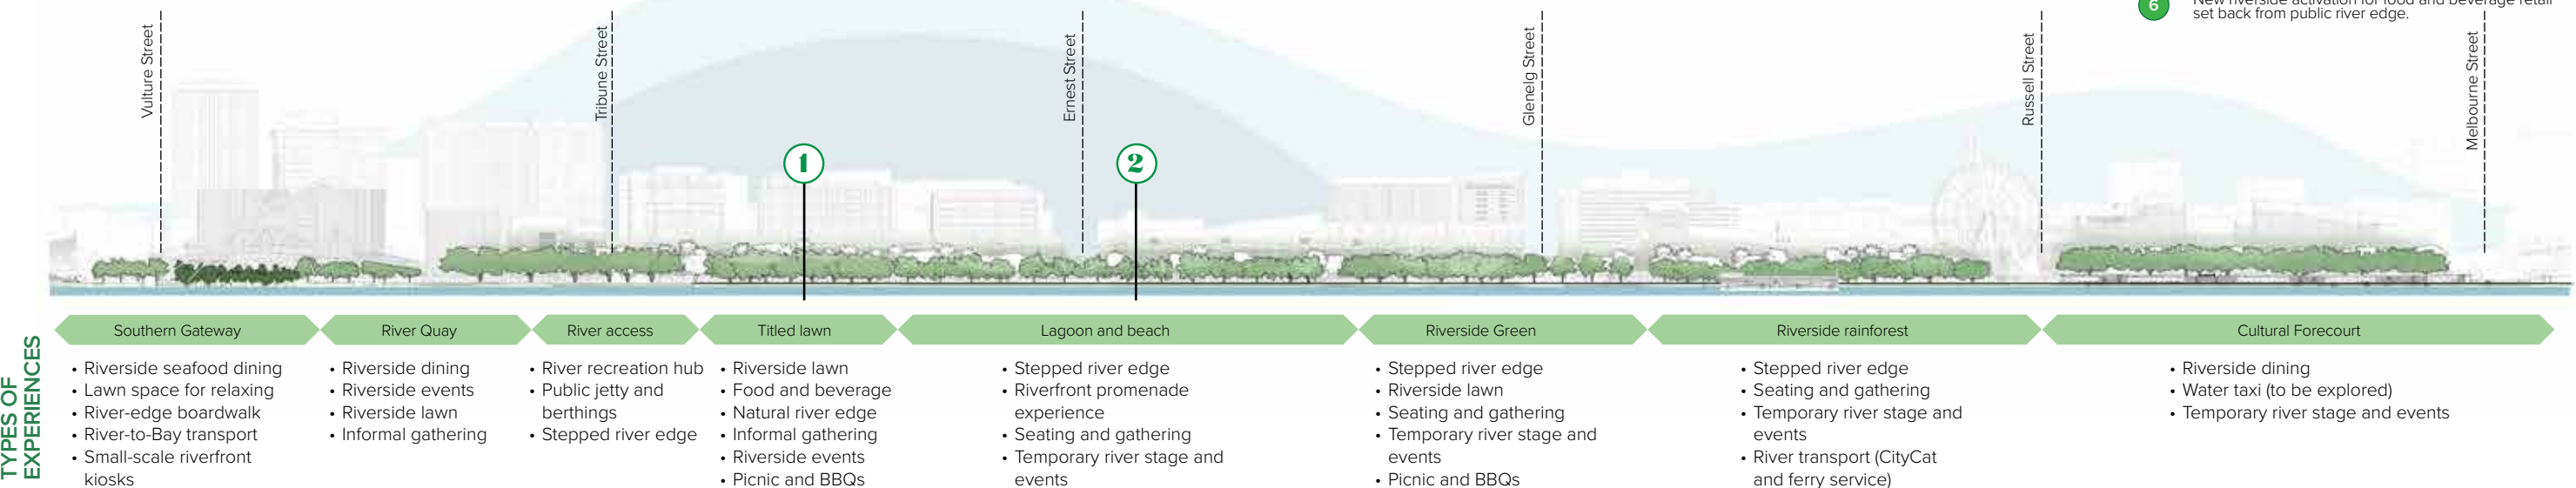 6
New riverside activation for food and beverage retail
set back from public river edge.
Vulture Street
Tribune Street
Ernest Street
Glenelg Street
Russell Street
Melbourne Street
1
2
TYPES OF
EXPERIENCES
Southern Gateway
• Riverside seafood dining
• Lawn space for relaxing
• River-edge boardwalk
• River-to-Bay transport
• Small-scale riverfront
kiosks
River Quay
• Riverside dining
• Riverside events
• Riverside lawn
• Informal gathering
River access
• River recreation hub
• Public jetty and
berthings
• Stepped river edge
Titled lawn
• Riverside lawn
• Food and beverage
• Natural river edge
• Informal gathering
• Riverside events
• Picnic and BBQs
Lagoon and beach
• Stepped river edge
• Riverfront promenade
experience
• Seating and gathering
• Temporary river stage and
events
Riverside Green
• Stepped river edge
• Riverside lawn
• Seating and gathering
• Temporary river stage and
events
• Picnic and BBQs
Riverside rainforest
• Stepped river edge
• Seating and gathering
• Temporary river stage and
events
• River transport (CityCat
and ferry service)
Cultural Forecourt
• Riverside dining
• Water taxi (to be explored)
• Temporary river stage and events